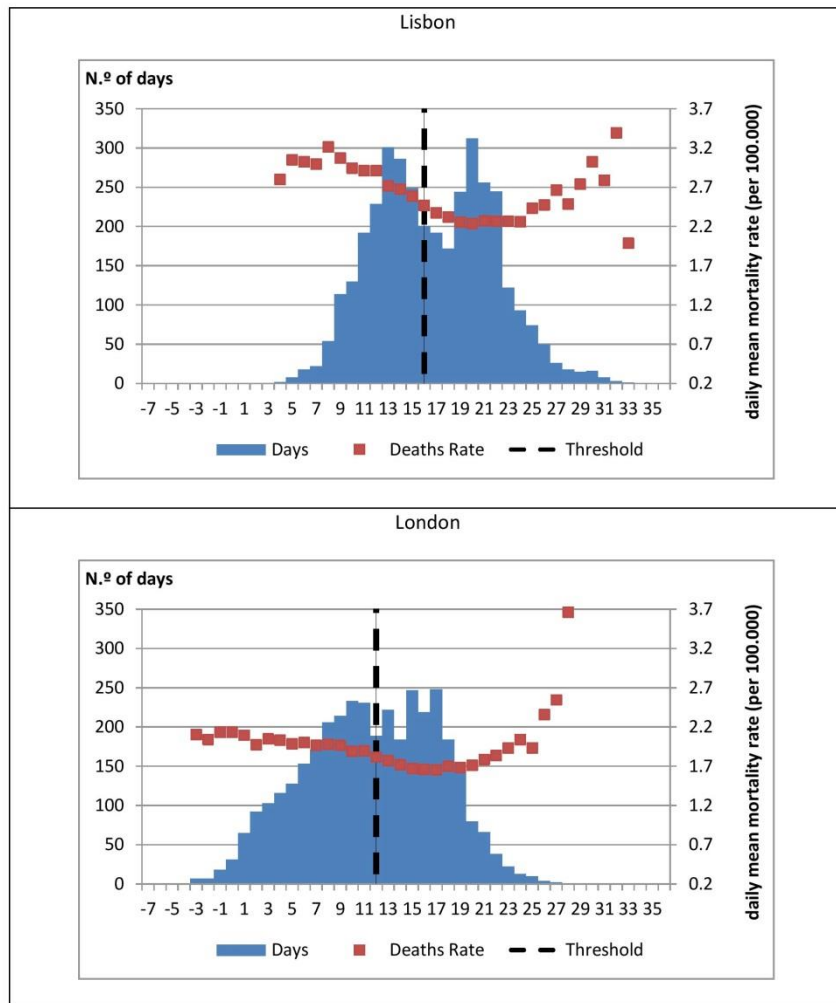 Lisbon
N.º of days
350 3.7
300 3.2
250 2.7
200 2.2
150 1.7
100 1.2
50 0.7
0 0.2
daily mean mortality rate (per 100.000)
-7 -5 -3 -1 1 3 5 7 9 11 13 15 17 19 21 23 25 27 29 31 33 35
Days Deaths Rate Threshold
London
N.º of days
350 3.7
300 3.2
250 2.7
200 2.2
150 1.7
100 1.2
50 0.7
0 0.2
daily mean mortality rate (per 100.000)
-7 -5 -3 -1 1 3 5 7 9 11 13 15 17 19 21 23 25 27 29 31 33 35
Days Deaths Rate Threshold